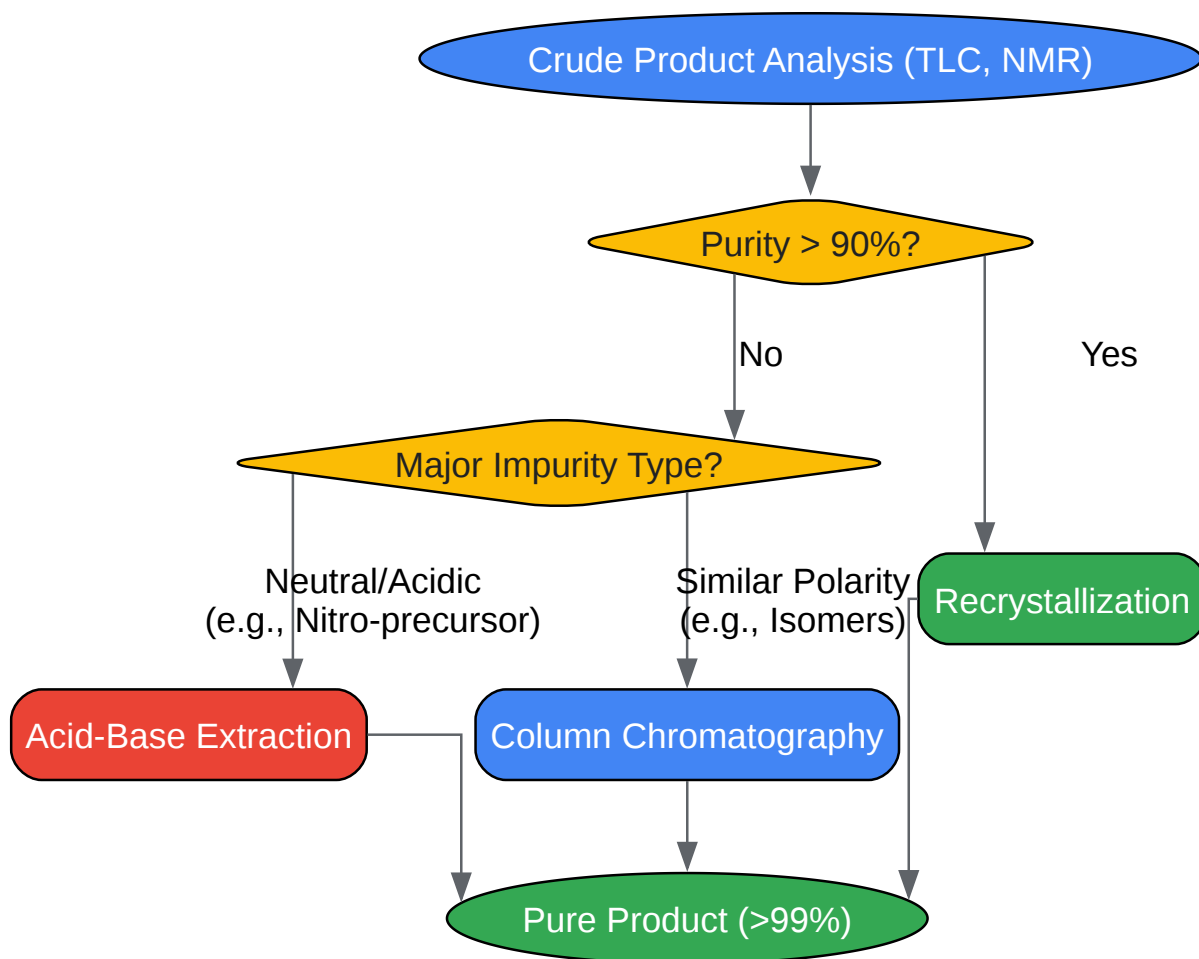 Crude Product Analysis (TLC, NMR)
Purity > 90%?
No
Yes
Major Impurity Type?
Neutral/Acidic
(e.g., Nitro-precursor)
Similar Polarity
(e.g., Isomers)
Recrystallization
Acid-Base Extraction
Column Chromatography
Pure Product (>99%)